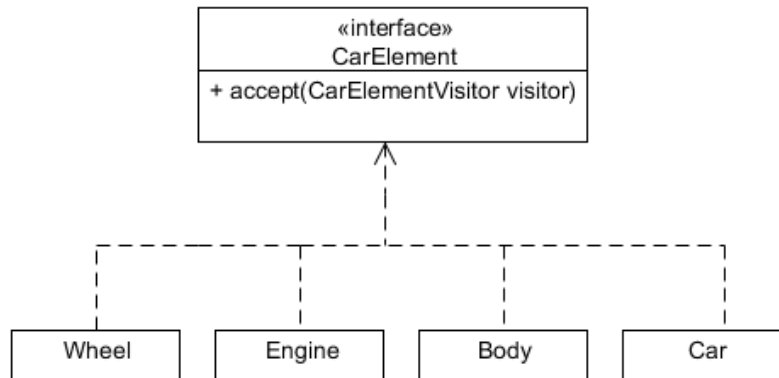 «interface»
CarElement
+ accept(CarElementVisitor visitor)
Wheel
Engine
Body
Car